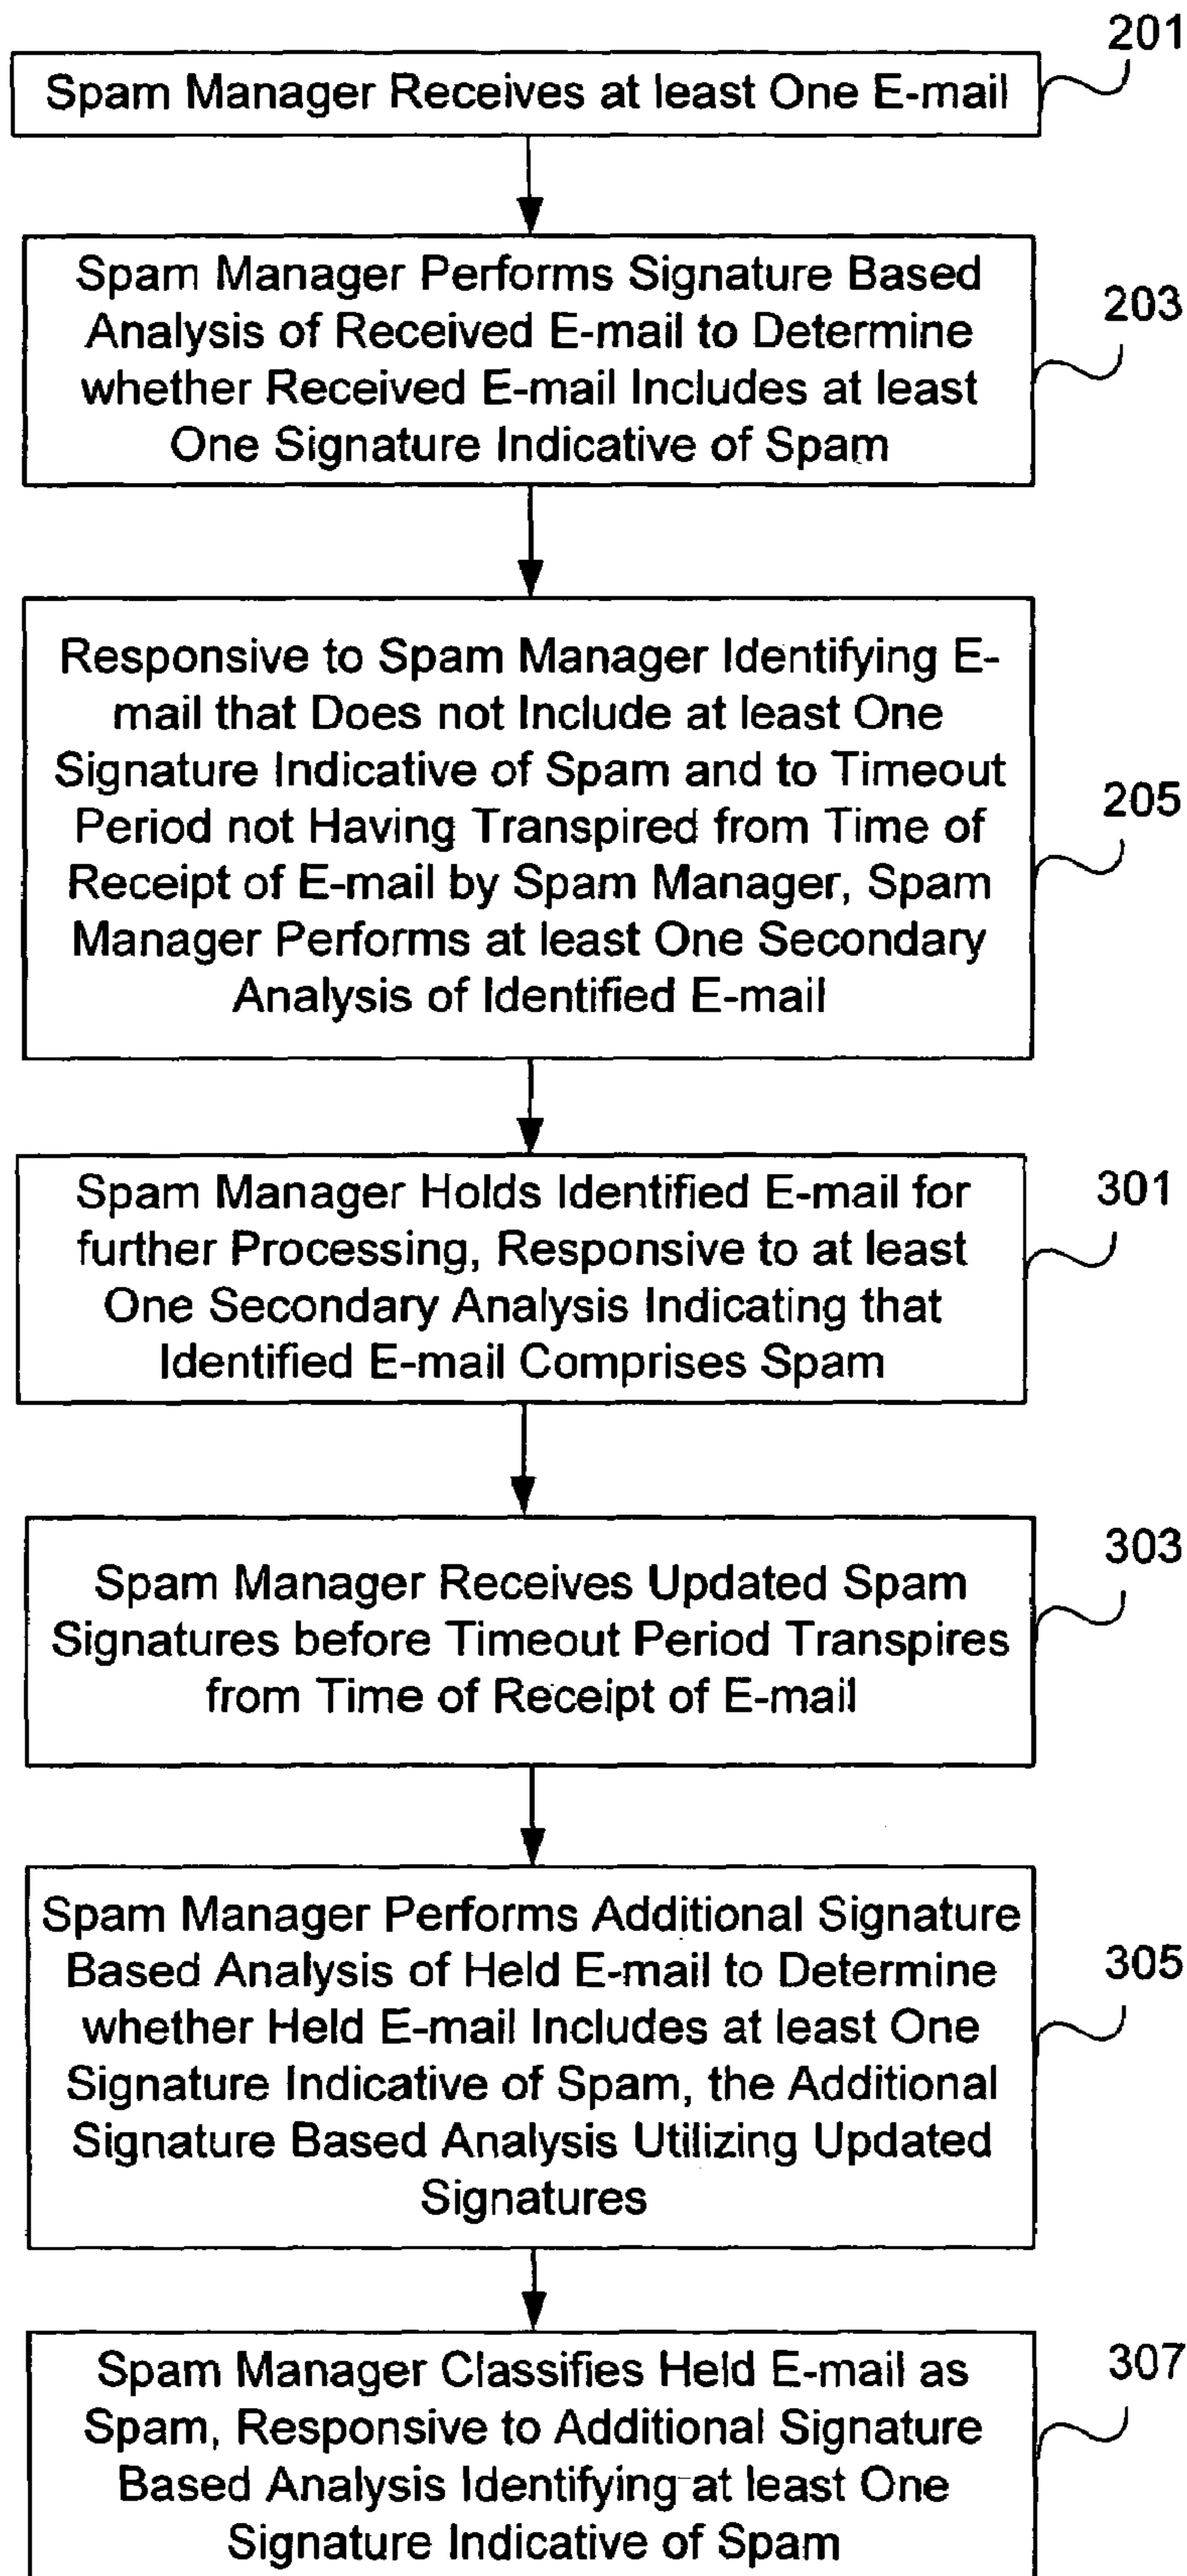 201
Spam Manager Receives at least One E-mail
Spam Manager Performs Signature Based
Analysis of Received E-mail to Determine
whether Received E-mail Includes at least
One Signature Indicative of Spam
203
Responsive to Spam Manager Identifying E-
mail that Does not Include at least One
Signature Indicative of Spam and to Timeout
Period not Having Transpired from Time of
Receipt of E-mail by Spam Manager, Spam
Manager Performs at least One Secondary
Analysis of Identified E-mail
205
Spam Manager Holds Identified E-mail for
further Processing, Responsive to at least
One Secondary Analysis Indicating that
Identified E-mail Comprises Spam
301
Spam Manager Receives Updated Spam
Signatures before Timeout Period Transpires
from Time of Receipt of E-mail
303
Spam Manager Performs Additional Signature
Based Analysis of Held E-mail to Determine
whether Held E-mail Includes at least One
Signature Indicative of Spam, the Additional
Signature Based Analysis Utilizing Updated
Signatures
305
Spam Manager Classifies Held E-mail as
Spam, Responsive to Additional Signature
Based Analysis Identifying at least One
Signature Indicative of Spam
307